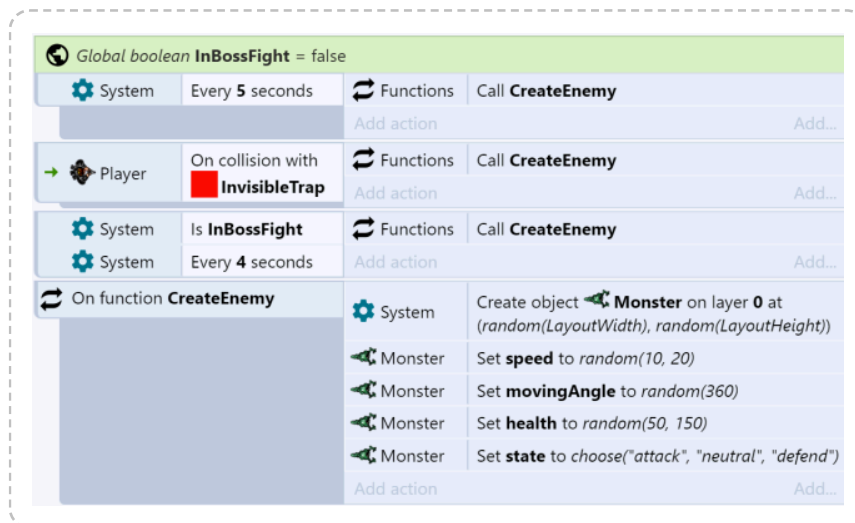 Global boolean InBossFight = false
System Every 5 seconds Functions Call CreateEnemy
Add action Add...
Player On collision with InvisibleTrap Functions Call CreateEnemy
Add action Add...
System Is InBossFight Functions Call CreateEnemy
System Every 4 seconds Add action Add...
On function CreateEnemy System Create object Monster on layer 0 at
(random(LayoutWidth), random(LayoutHeight))
Monster Set speed to random(10, 20)
Monster Set movingAngle to random(360)
Monster Set health to random(50, 150)
Monster Set state to choose("attack", "neutral", "defend")
Add action Add...